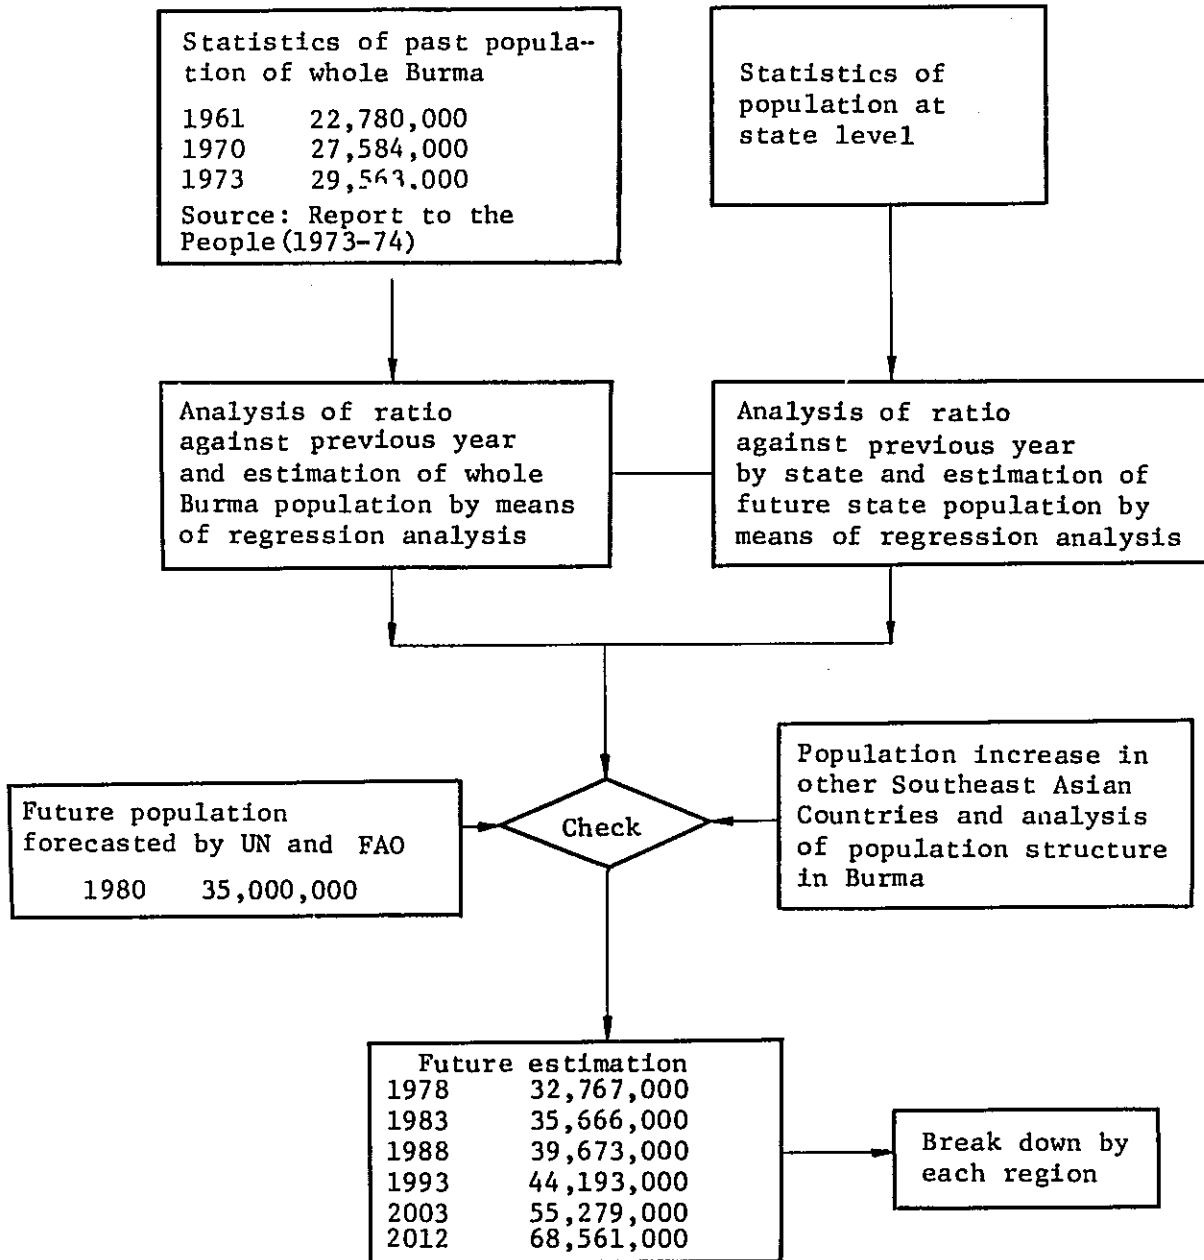 Statistics of past popula-
tion of whole Burma
1961 22,780,000
1970 27,584,000
1973 29,563,000
Source: Report to the
People(1973-74)
Statistics of
population at
state level
Analysis of ratio
against previous year
and estimation of whole
Burma population by means
of regression analysis
Analysis of ratio
against previous year
by state and estimation of
future state population by
means of regression analysis
Future population
forecasted by UN and FAO
1980 35,000,000
Check
Population increase in
other Southeast Asian
Countries and analysis
of population structure
in Burma
Future estimation
1978 32,767,000
1983 35,666,000
1988 39,673,000
1993 44,193,000
2003 55,279,000
2012 68,561,000
Break down by
each region